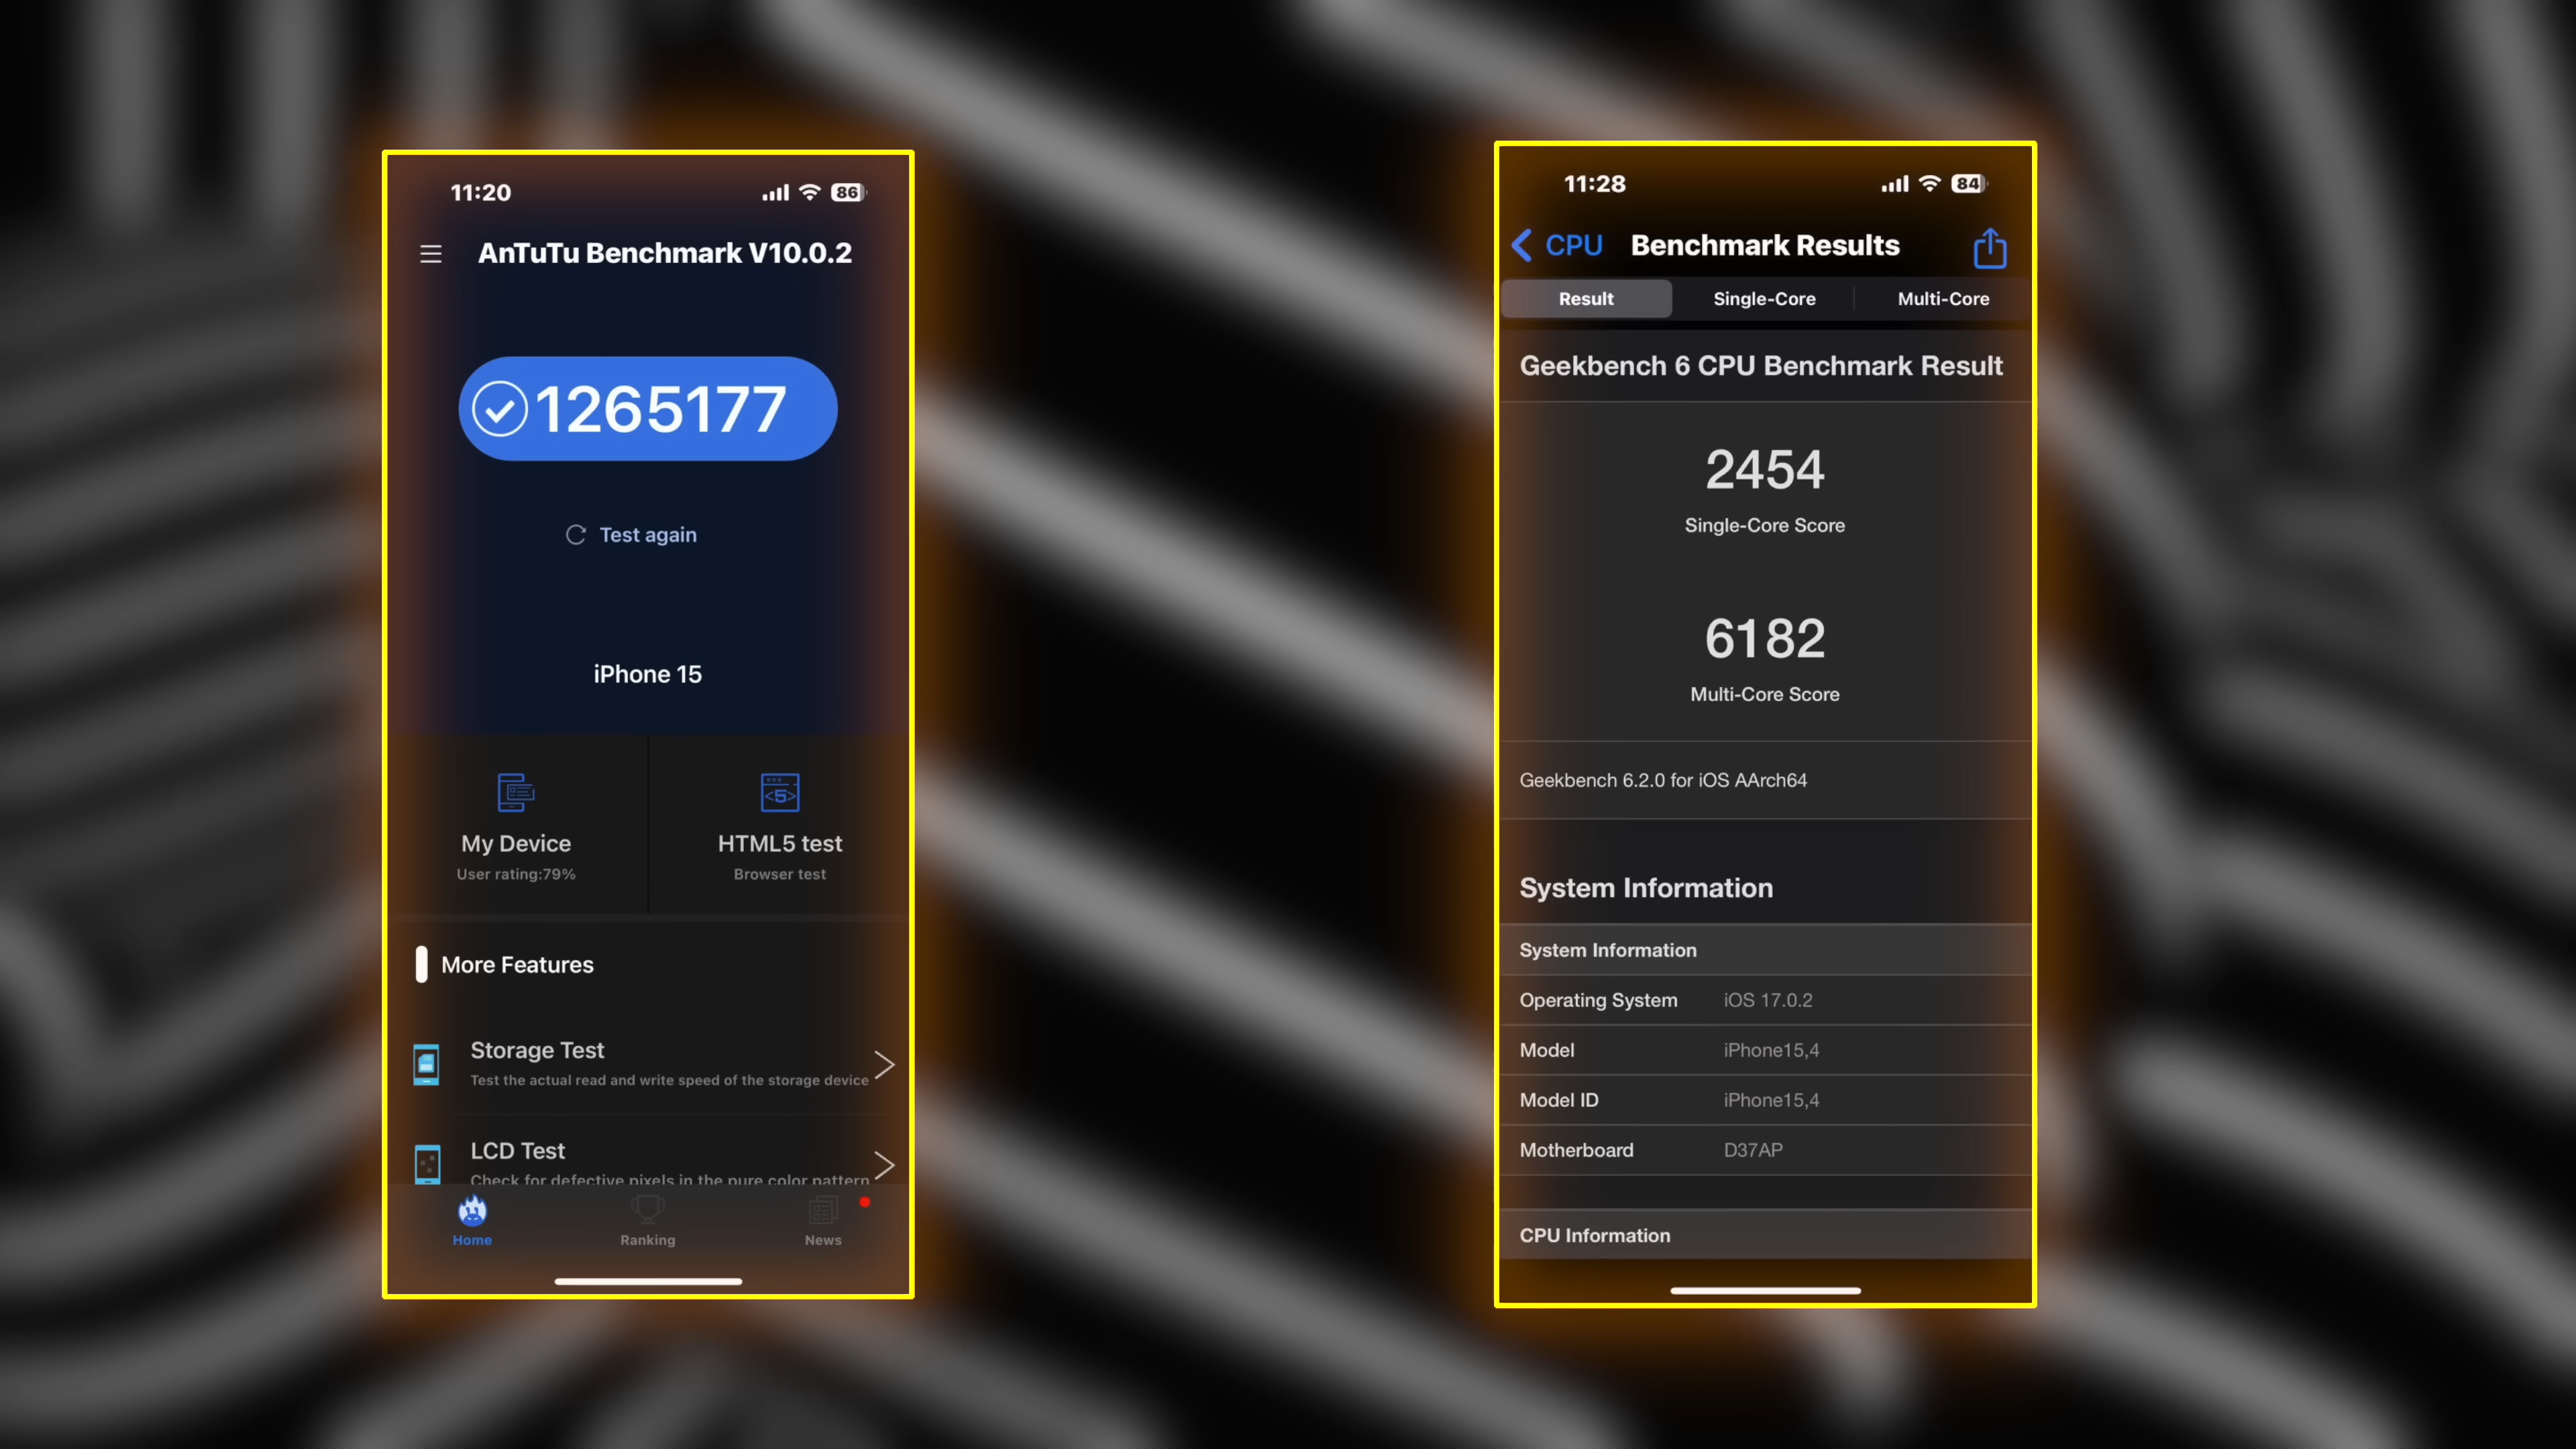 11:20
86
AnTuTu Benchmark V10.0.2
1265177
Test again
iPhone 15
My Device
User rating:79%
HTML5 test
Browser test
More Features
Storage Test
Test the actual read and write speed of the storage device
LCD Test
Check for defective pixels in the pure color pattern
Home
Ranking
News
11:28
84
CPU
Benchmark Results
Result
Single-Core
Multi-Core
Geekbench 6 CPU Benchmark Result
2454
Single-Core Score
6182
Multi-Core Score
Geekbench 6.2.0 for iOS AArch64
System Information
System Information
Operating System iOS 17.0.2
Model iPhone15,4
Model ID iPhone15,4
Motherboard D37AP
CPU Information